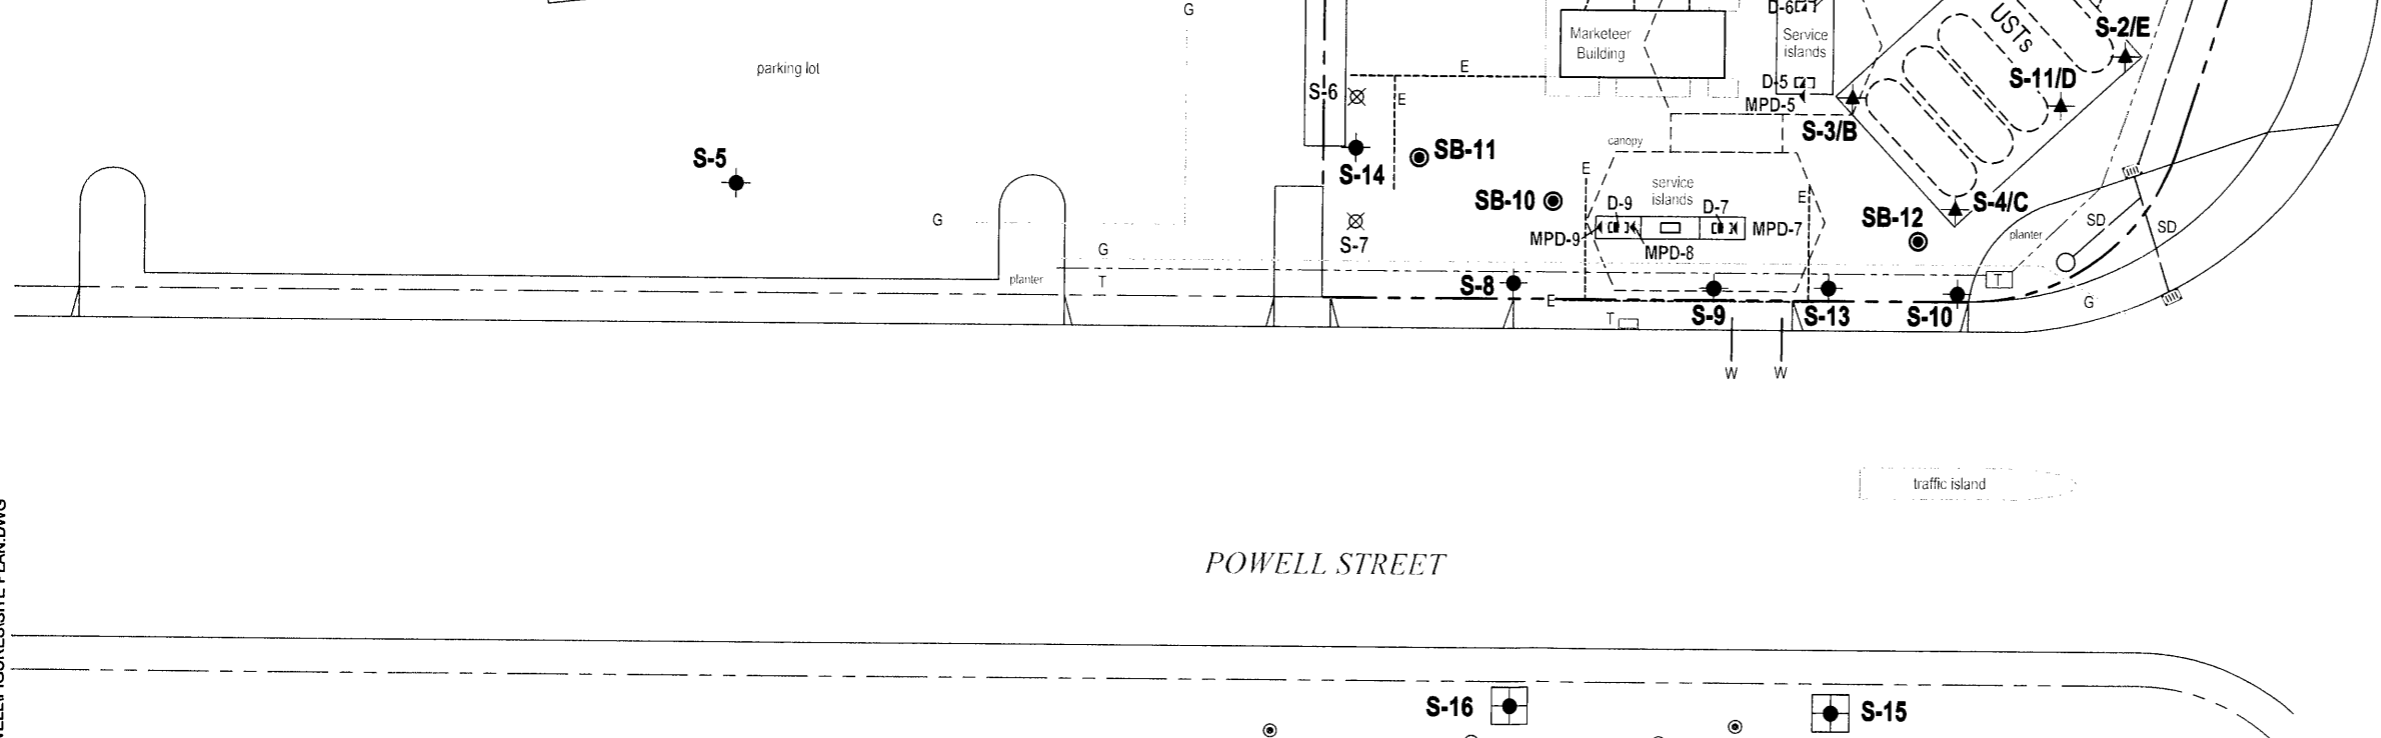 G
D-6
USTs
S-2/E
Marketeer
Building
Service
islands
parking lot
E
S-11/D
D-5
S-6
E
MPD-5
S-3/B
canopy
S-5
SB-11
S-14
E
service
islands
E
SB-10
D-9
D-7
S-4/C
SB-12
G
SD
SD
MPD-9
MPD-7
planter
S-7
MPD-8
G
planter
T
S-8
T
E
G
S-9
S-13
S-10
T
W
W
traffic island
POWELL STREET
S-16
S-15